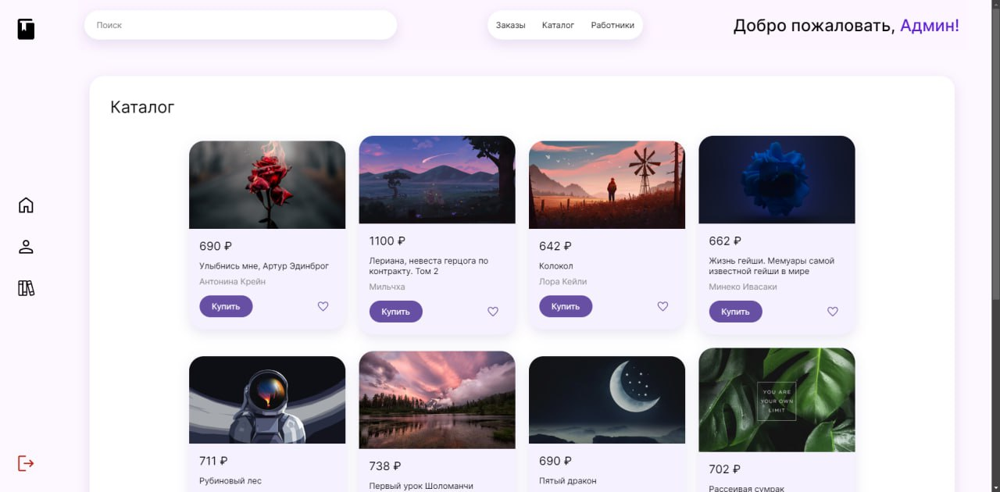 Поиск
Заказы Каталог Работники
Добро пожаловать, Админ!
Каталог
690 ₽
Улыбнись мне, Артур Эдинброг
Антонина Крейн
Купить
1100 ₽
Лериана, невеста герцога по
контракту. Том 2
Мильчха
Купить
642 ₽
Колокол
Лора Кейли
Купить
662 ₽
Жизнь гейши. Мемуары самой
известной гейши в мире
Минеко Ивасаки
Купить
711 ₽
Рубиновый лес
738 ₽
Первый урок Шоломанчи
690 ₽
Пятый дракон
YOU ARE
YOUR OWN
LIMIT
702 ₽
Рассеивая сумрак